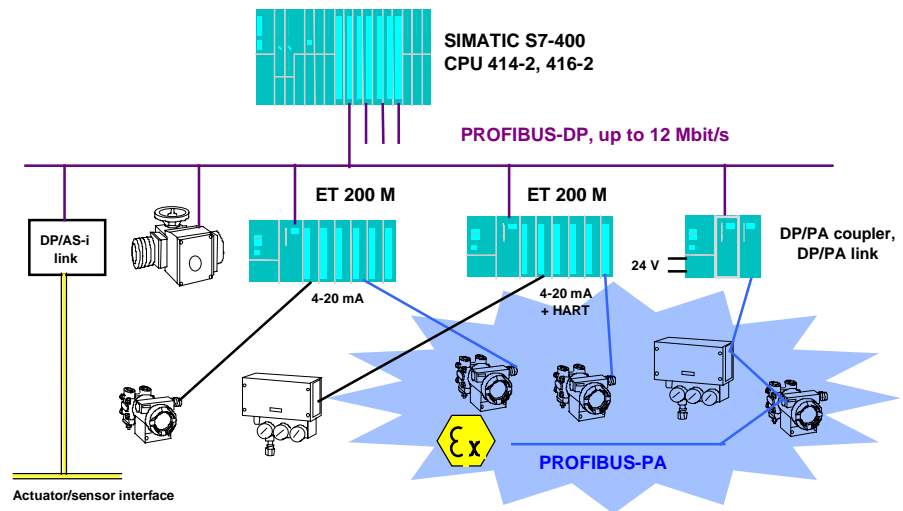 SIMATIC S7-400
CPU 414-2, 416-2
PROFIBUS-DP, up to 12 Mbit/s
ET 200 M
ET 200 M
DP/AS-i
link
DP/PA coupler,
DP/PA link
24 V
4-20 mA
4-20 mA
+ HART
Ex
PROFIBUS-PA
Actuator/sensor interface